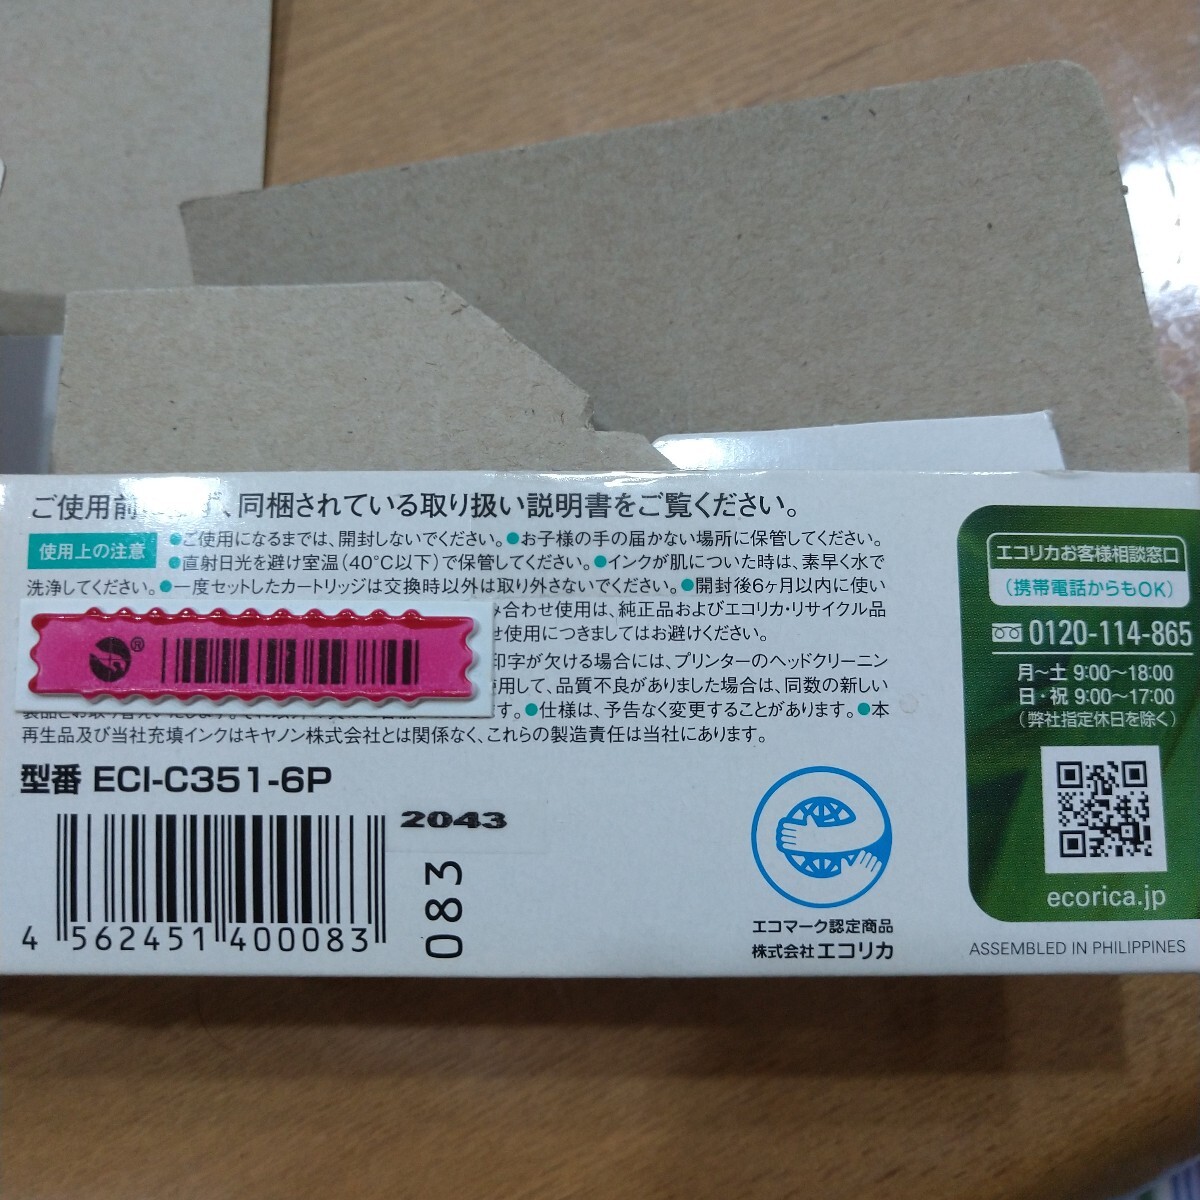 ご使用前に 、同梱されている取り扱い説明書をご覧ください。
使用上の注意
●ご使用になるまでは、開封しないでください。●お子様の手の届かない場所に保管してください。
●直射日光を避け室温(40℃以下)で保管してください。●インクが肌についた時は、素早く水で
洗浄してください。●一度セットしたカートリッジは交換時以外は取り外さないでください。●開封後6ヶ月以内に使い
み合わせ使用は、純正品およびエコリカ・リサイクル品
せ使用につきましてはお避けください。
印字が欠ける場合には、プリンターのヘッドクリーニン
使用して、品質不良がありました場合は、同数の新しい
す。●仕様は、予告なく変更することがあります。●本
再生品及び当社充填インクはキヤノン株式会社とは関係なく、これらの製造責任は当社にあります。
®
型番 ECI-C351-6P
2043
083
4 562451 400083
エコマーク認定商品
株式会社エコリカ
エコリカお客様相談窓口
(携帯電話からもOK)
0120-114-865
月〜土 9:00〜18:00
日・祝 9:00〜17:00
(弊社指定休日を除く)
ecorica.jp
ASSEMBLED IN PHILIPPINES